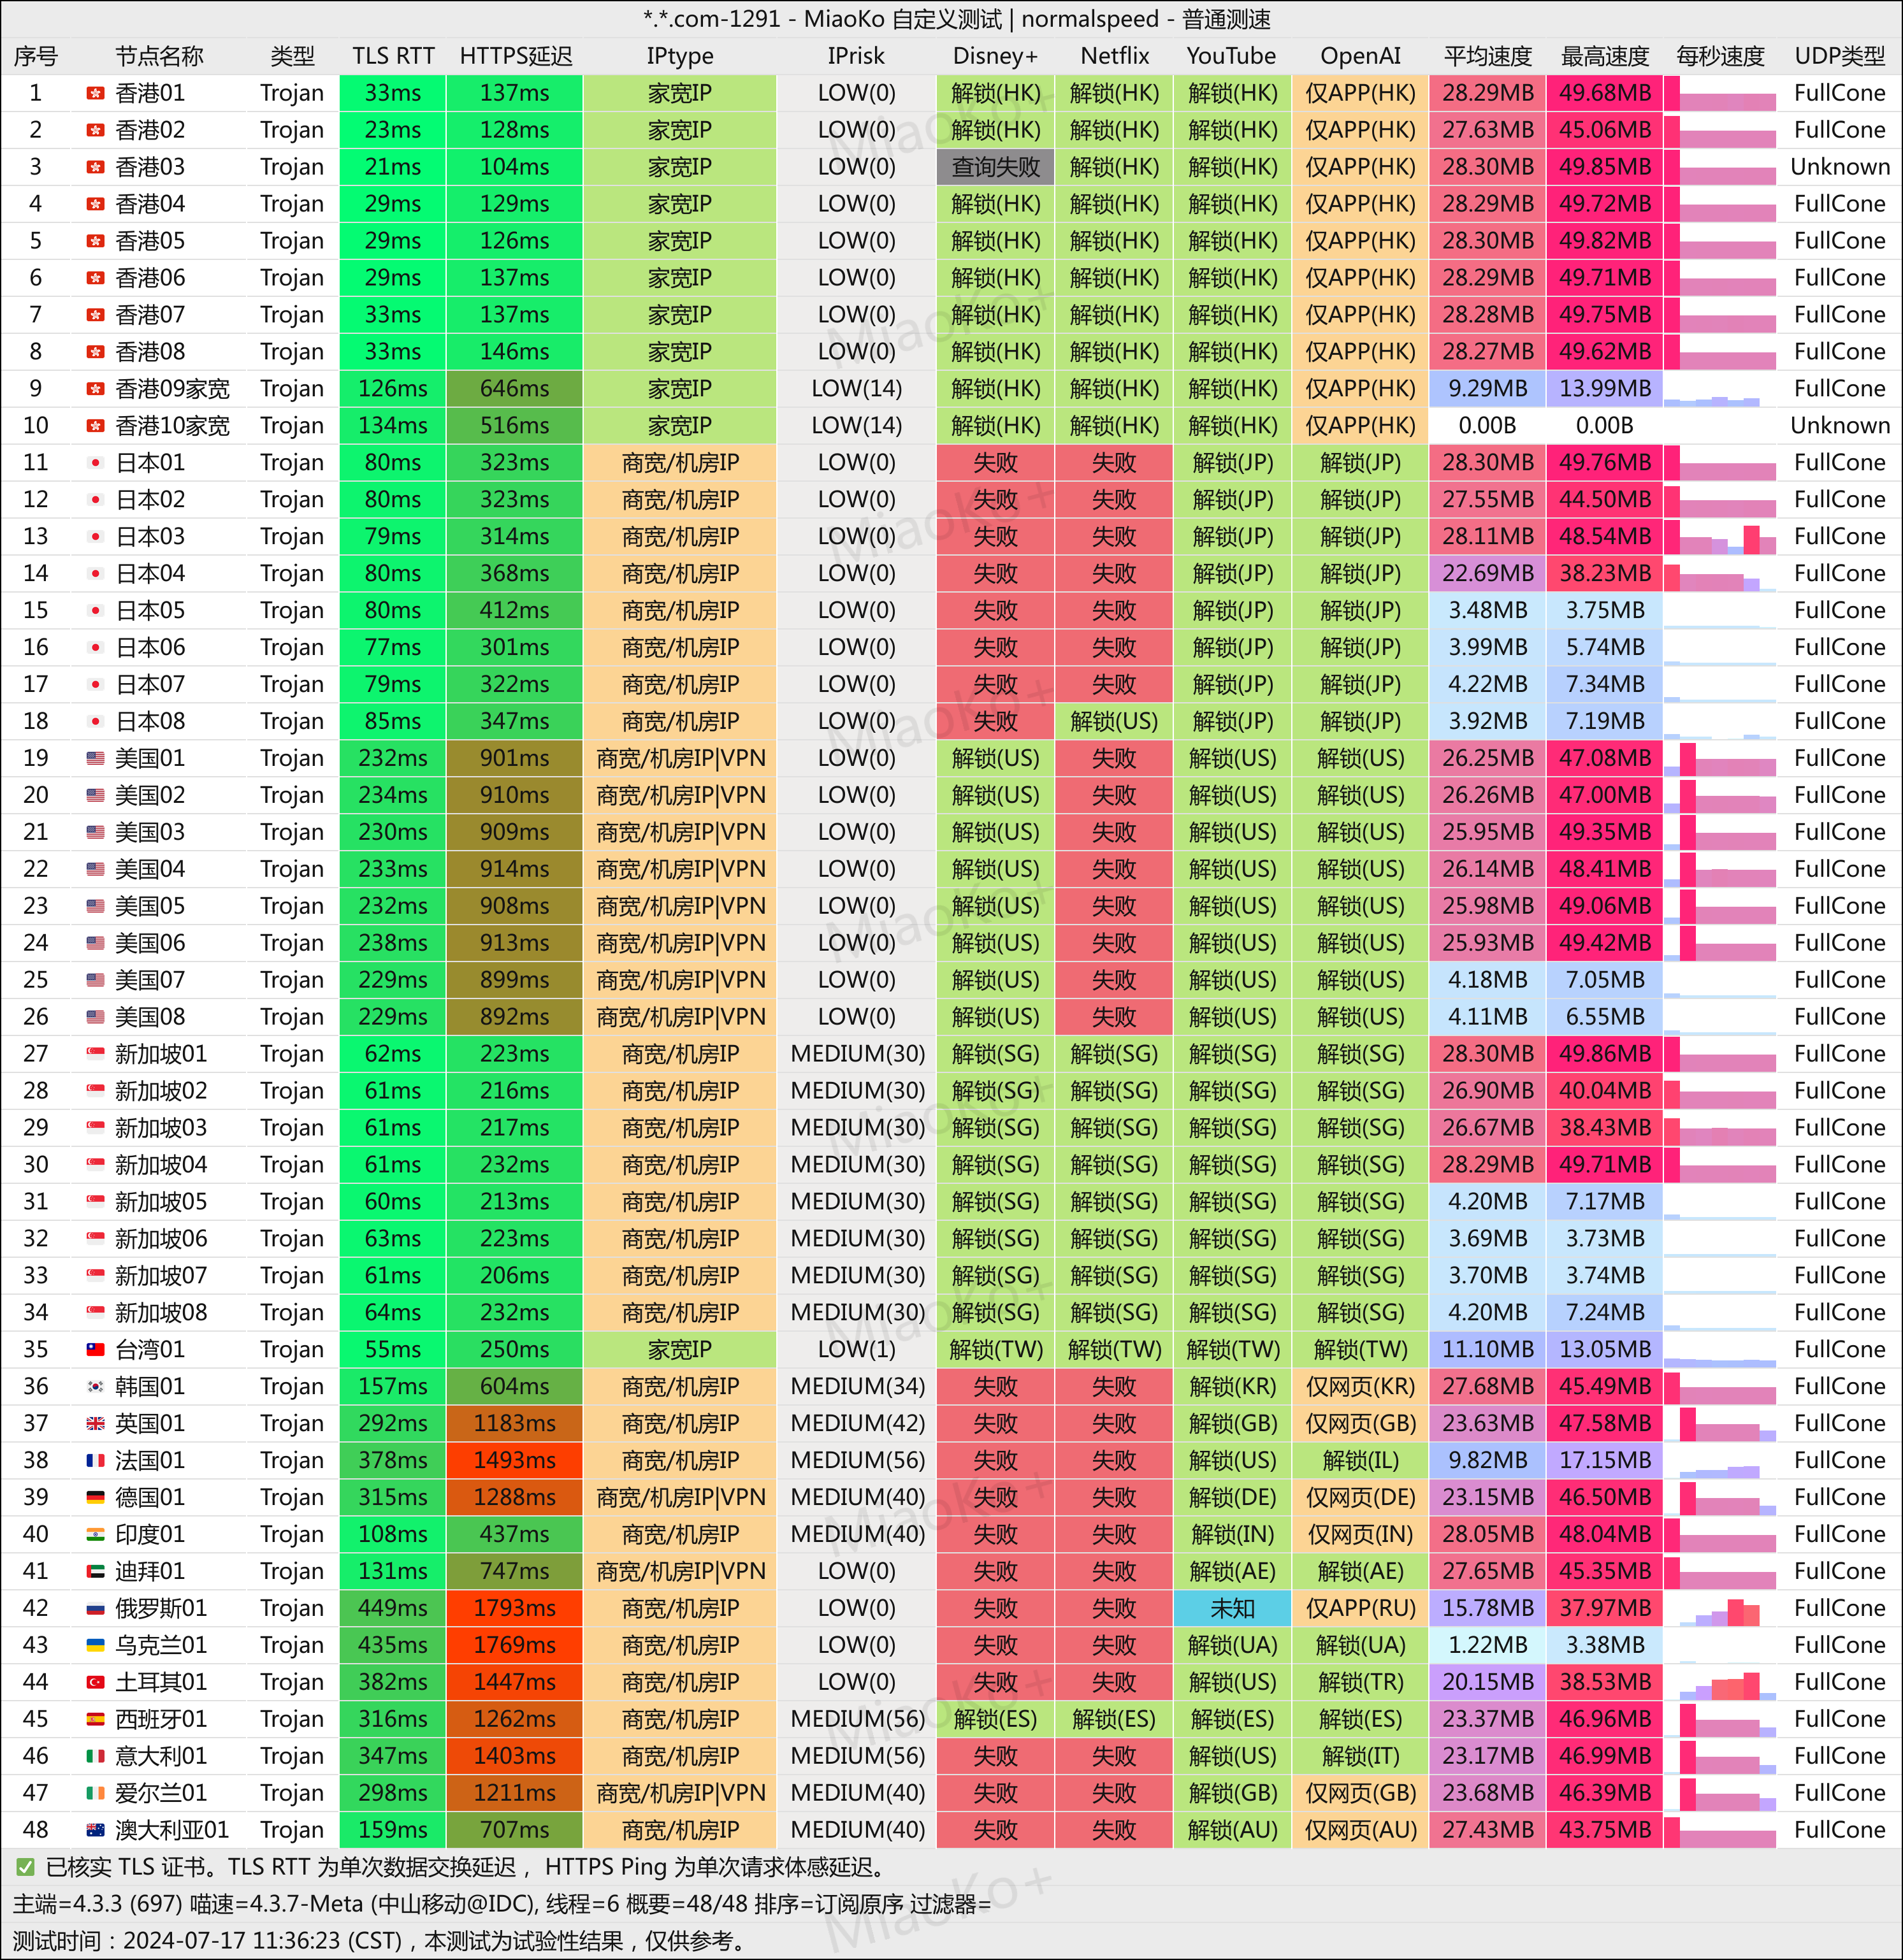 *.*.com-1291 - MiaoKo 自定义测试 | normalspeed - 普通测速
序号 节点名称 类型 TLS RTT HTTPS延迟 IPtype IPrisk Disney+ Netflix YouTube OpenAI 平均速度 最高速度 每秒速度 UDP类型
1 香港01 Trojan 33ms 137ms 家宽IP LOW(0) 解锁(HK) 解锁(HK) 解锁(HK) 仅APP(HK) 28.29MB 49.68MB FullCone
2 香港02 Trojan 23ms 128ms 家宽IP LOW(0) 解锁(HK) 解锁(HK) 解锁(HK) 仅APP(HK) 27.63MB 45.06MB FullCone
3 香港03 Trojan 21ms 104ms 家宽IP LOW(0) 查询失败 解锁(HK) 解锁(HK) 仅APP(HK) 28.30MB 49.85MB Unknown
4 香港04 Trojan 29ms 129ms 家宽IP LOW(0) 解锁(HK) 解锁(HK) 解锁(HK) 仅APP(HK) 28.29MB 49.72MB FullCone
5 香港05 Trojan 29ms 126ms 家宽IP LOW(0) 解锁(HK) 解锁(HK) 解锁(HK) 仅APP(HK) 28.30MB 49.82MB FullCone
6 香港06 Trojan 29ms 137ms 家宽IP LOW(0) 解锁(HK) 解锁(HK) 解锁(HK) 仅APP(HK) 28.29MB 49.71MB FullCone
7 香港07 Trojan 33ms 137ms 家宽IP LOW(0) 解锁(HK) 解锁(HK) 解锁(HK) 仅APP(HK) 28.28MB 49.75MB FullCone
8 香港08 Trojan 33ms 146ms 家宽IP LOW(0) 解锁(HK) 解锁(HK) 解锁(HK) 仅APP(HK) 28.27MB 49.62MB FullCone
9 香港09家宽 Trojan 126ms 646ms 家宽IP LOW(14) 解锁(HK) 解锁(HK) 解锁(HK) 仅APP(HK) 9.29MB 13.99MB FullCone
10 香港10家宽 Trojan 134ms 516ms 家宽IP LOW(14) 解锁(HK) 解锁(HK) 解锁(HK) 仅APP(HK) 0.00B 0.00B Unknown
11 日本01 Trojan 80ms 323ms 商宽/机房IP LOW(0) 失败 失败 解锁(JP) 解锁(JP) 28.30MB 49.76MB FullCone
12 日本02 Trojan 80ms 323ms 商宽/机房IP LOW(0) 失败 失败 解锁(JP) 解锁(JP) 27.55MB 44.50MB FullCone
13 日本03 Trojan 79ms 314ms 商宽/机房IP LOW(0) 失败 失败 解锁(JP) 解锁(JP) 28.11MB 48.54MB FullCone
14 日本04 Trojan 80ms 368ms 商宽/机房IP LOW(0) 失败 失败 解锁(JP) 解锁(JP) 22.69MB 38.23MB FullCone
15 日本05 Trojan 80ms 412ms 商宽/机房IP LOW(0) 失败 失败 解锁(JP) 解锁(JP) 3.48MB 3.75MB FullCone
16 日本06 Trojan 77ms 301ms 商宽/机房IP LOW(0) 失败 失败 解锁(JP) 解锁(JP) 3.99MB 5.74MB FullCone
17 日本07 Trojan 79ms 322ms 商宽/机房IP LOW(0) 失败 失败 解锁(JP) 解锁(JP) 4.22MB 7.34MB FullCone
18 日本08 Trojan 85ms 347ms 商宽/机房IP LOW(0) 失败 解锁(US) 解锁(JP) 解锁(JP) 3.92MB 7.19MB FullCone
19 美国01 Trojan 232ms 901ms 商宽/机房IP|VPN LOW(0) 解锁(US) 失败 解锁(US) 解锁(US) 26.25MB 47.08MB FullCone
20 美国02 Trojan 234ms 910ms 商宽/机房IP|VPN LOW(0) 解锁(US) 失败 解锁(US) 解锁(US) 26.26MB 47.00MB FullCone
21 美国03 Trojan 230ms 909ms 商宽/机房IP|VPN LOW(0) 解锁(US) 失败 解锁(US) 解锁(US) 25.95MB 49.35MB FullCone
22 美国04 Trojan 233ms 914ms 商宽/机房IP|VPN LOW(0) 解锁(US) 失败 解锁(US) 解锁(US) 26.14MB 48.41MB FullCone
23 美国05 Trojan 232ms 908ms 商宽/机房IP|VPN LOW(0) 解锁(US) 失败 解锁(US) 解锁(US) 25.98MB 49.06MB FullCone
24 美国06 Trojan 238ms 913ms 商宽/机房IP|VPN LOW(0) 解锁(US) 失败 解锁(US) 解锁(US) 25.93MB 49.42MB FullCone
25 美国07 Trojan 229ms 899ms 商宽/机房IP|VPN LOW(0) 解锁(US) 失败 解锁(US) 解锁(US) 4.18MB 7.05MB FullCone
26 美国08 Trojan 229ms 892ms 商宽/机房IP|VPN LOW(0) 解锁(US) 失败 解锁(US) 解锁(US) 4.11MB 6.55MB FullCone
27 新加坡01 Trojan 62ms 223ms 商宽/机房IP MEDIUM(30) 解锁(SG) 解锁(SG) 解锁(SG) 解锁(SG) 28.30MB 49.86MB FullCone
28 新加坡02 Trojan 61ms 216ms 商宽/机房IP MEDIUM(30) 解锁(SG) 解锁(SG) 解锁(SG) 解锁(SG) 26.90MB 40.04MB FullCone
29 新加坡03 Trojan 61ms 217ms 商宽/机房IP MEDIUM(30) 解锁(SG) 解锁(SG) 解锁(SG) 解锁(SG) 26.67MB 38.43MB FullCone
30 新加坡04 Trojan 61ms 232ms 商宽/机房IP MEDIUM(30) 解锁(SG) 解锁(SG) 解锁(SG) 解锁(SG) 28.29MB 49.71MB FullCone
31 新加坡05 Trojan 60ms 213ms 商宽/机房IP MEDIUM(30) 解锁(SG) 解锁(SG) 解锁(SG) 解锁(SG) 4.20MB 7.17MB FullCone
32 新加坡06 Trojan 63ms 223ms 商宽/机房IP MEDIUM(30) 解锁(SG) 解锁(SG) 解锁(SG) 解锁(SG) 3.69MB 3.73MB FullCone
33 新加坡07 Trojan 61ms 206ms 商宽/机房IP MEDIUM(30) 解锁(SG) 解锁(SG) 解锁(SG) 解锁(SG) 3.70MB 3.74MB FullCone
34 新加坡08 Trojan 64ms 232ms 商宽/机房IP MEDIUM(30) 解锁(SG) 解锁(SG) 解锁(SG) 解锁(SG) 4.20MB 7.24MB FullCone
35 台湾01 Trojan 55ms 250ms 家宽IP LOW(1) 解锁(TW) 解锁(TW) 解锁(TW) 解锁(TW) 11.10MB 13.05MB FullCone
36 韩国01 Trojan 157ms 604ms 商宽/机房IP MEDIUM(34) 失败 失败 解锁(KR) 仅网页(KR) 27.68MB 45.49MB FullCone
37 英国01 Trojan 292ms 1183ms 商宽/机房IP MEDIUM(42) 失败 失败 解锁(GB) 仅网页(GB) 23.63MB 47.58MB FullCone
38 法国01 Trojan 378ms 1493ms 商宽/机房IP MEDIUM(56) 失败 失败 解锁(US) 解锁(IL) 9.82MB 17.15MB FullCone
39 德国01 Trojan 315ms 1288ms 商宽/机房IP|VPN MEDIUM(40) 失败 失败 解锁(DE) 仅网页(DE) 23.15MB 46.50MB FullCone
40 印度01 Trojan 108ms 437ms 商宽/机房IP MEDIUM(40) 失败 失败 解锁(IN) 仅网页(IN) 28.05MB 48.04MB FullCone
41 迪拜01 Trojan 131ms 747ms 商宽/机房IP|VPN LOW(0) 失败 失败 解锁(AE) 解锁(AE) 27.65MB 45.35MB FullCone
42 俄罗斯01 Trojan 449ms 1793ms 商宽/机房IP LOW(0) 失败 失败 未知 仅APP(RU) 15.78MB 37.97MB FullCone
43 乌克兰01 Trojan 435ms 1769ms 商宽/机房IP LOW(0) 失败 失败 解锁(UA) 解锁(UA) 1.22MB 3.38MB FullCone
44 土耳其01 Trojan 382ms 1447ms 商宽/机房IP LOW(0) 失败 失败 解锁(US) 解锁(TR) 20.15MB 38.53MB FullCone
45 西班牙01 Trojan 316ms 1262ms 商宽/机房IP MEDIUM(56) 解锁(ES) 解锁(ES) 解锁(ES) 解锁(ES) 23.37MB 46.96MB FullCone
46 意大利01 Trojan 347ms 1403ms 商宽/机房IP MEDIUM(56) 失败 失败 解锁(US) 解锁(IT) 23.17MB 46.99MB FullCone
47 爱尔兰01 Trojan 298ms 1211ms 商宽/机房IP|VPN MEDIUM(40) 失败 失败 解锁(GB) 仅网页(GB) 23.68MB 46.39MB FullCone
48 澳大利亚01 Trojan 159ms 707ms 商宽/机房IP MEDIUM(40) 失败 失败 解锁(AU) 仅网页(AU) 27.43MB 43.75MB FullCone
✅ 已核实 TLS 证书。TLS RTT 为单次数据交换延迟， HTTPS Ping 为单次请求体感延迟。
主端=4.3.3 (697) 喵速=4.3.7-Meta (中山移动@IDC), 线程=6 概要=48/48 排序=订阅原序 过滤器=
测试时间：2024-07-17 11:36:23 (CST)，本测试为试验性结果，仅供参考。
MiaoKo+
MiaoKo+
MiaoKo+
MiaoKo+
MiaoKo+
MiaoKo+
MiaoKo+
MiaoKo+
MiaoKo+
MiaoKo+